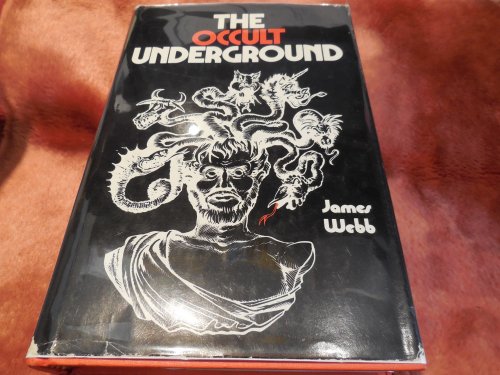 THE
OCCULT
UNDERGROUND
James
Webb